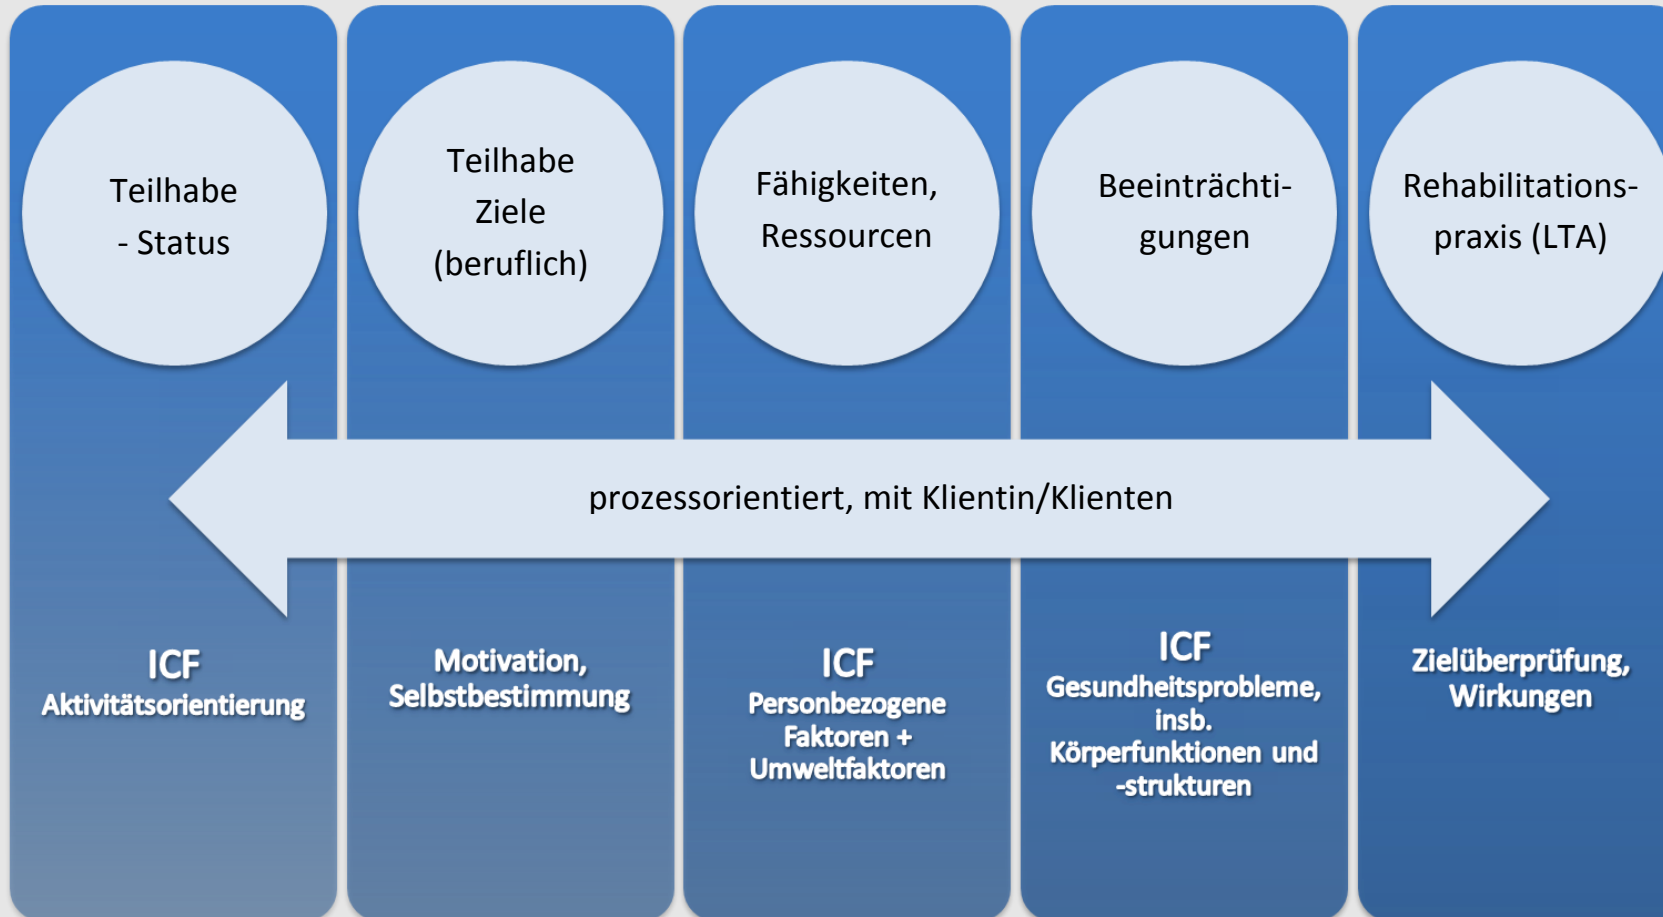 Teilhabe
- Status
Teilhabe
Ziele
(beruflich)
Fähigkeiten,
Ressourcen
Beeinträchti-
gungen
Rehabilitations-
praxis (LTA)
prozessorientiert, mit Klientin/Klienten
ICF
Aktivitätsorientierung
Motivation,
Selbstbestimmung
ICF
Personbezogene
Faktoren +
Umweltfaktoren
ICF
Gesundheitsprobleme,
insb.
Körperfunktionen und
-strukturen
Zielüberprüfung,
Wirkungen